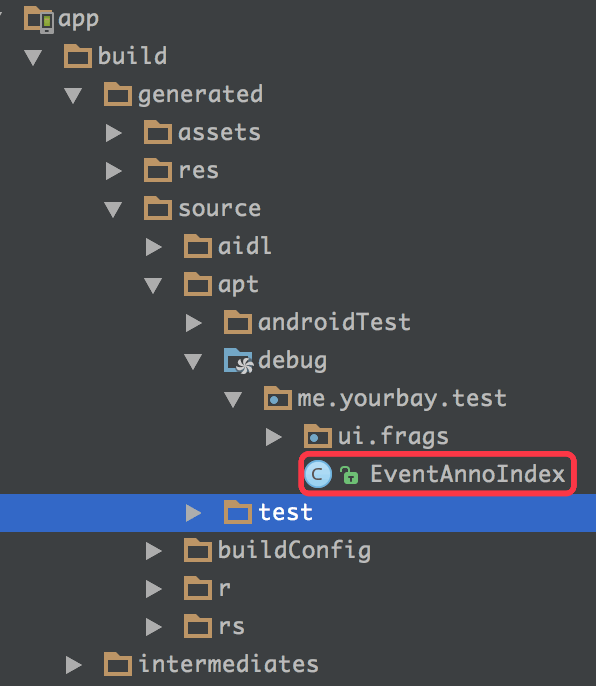 app
build
generated
assets
res
source
aidl
apt
androidTest
debug
me.yourbay.test
ui.frags
C EventAnnoIndex
test
buildConfig
r
rs
intermediates